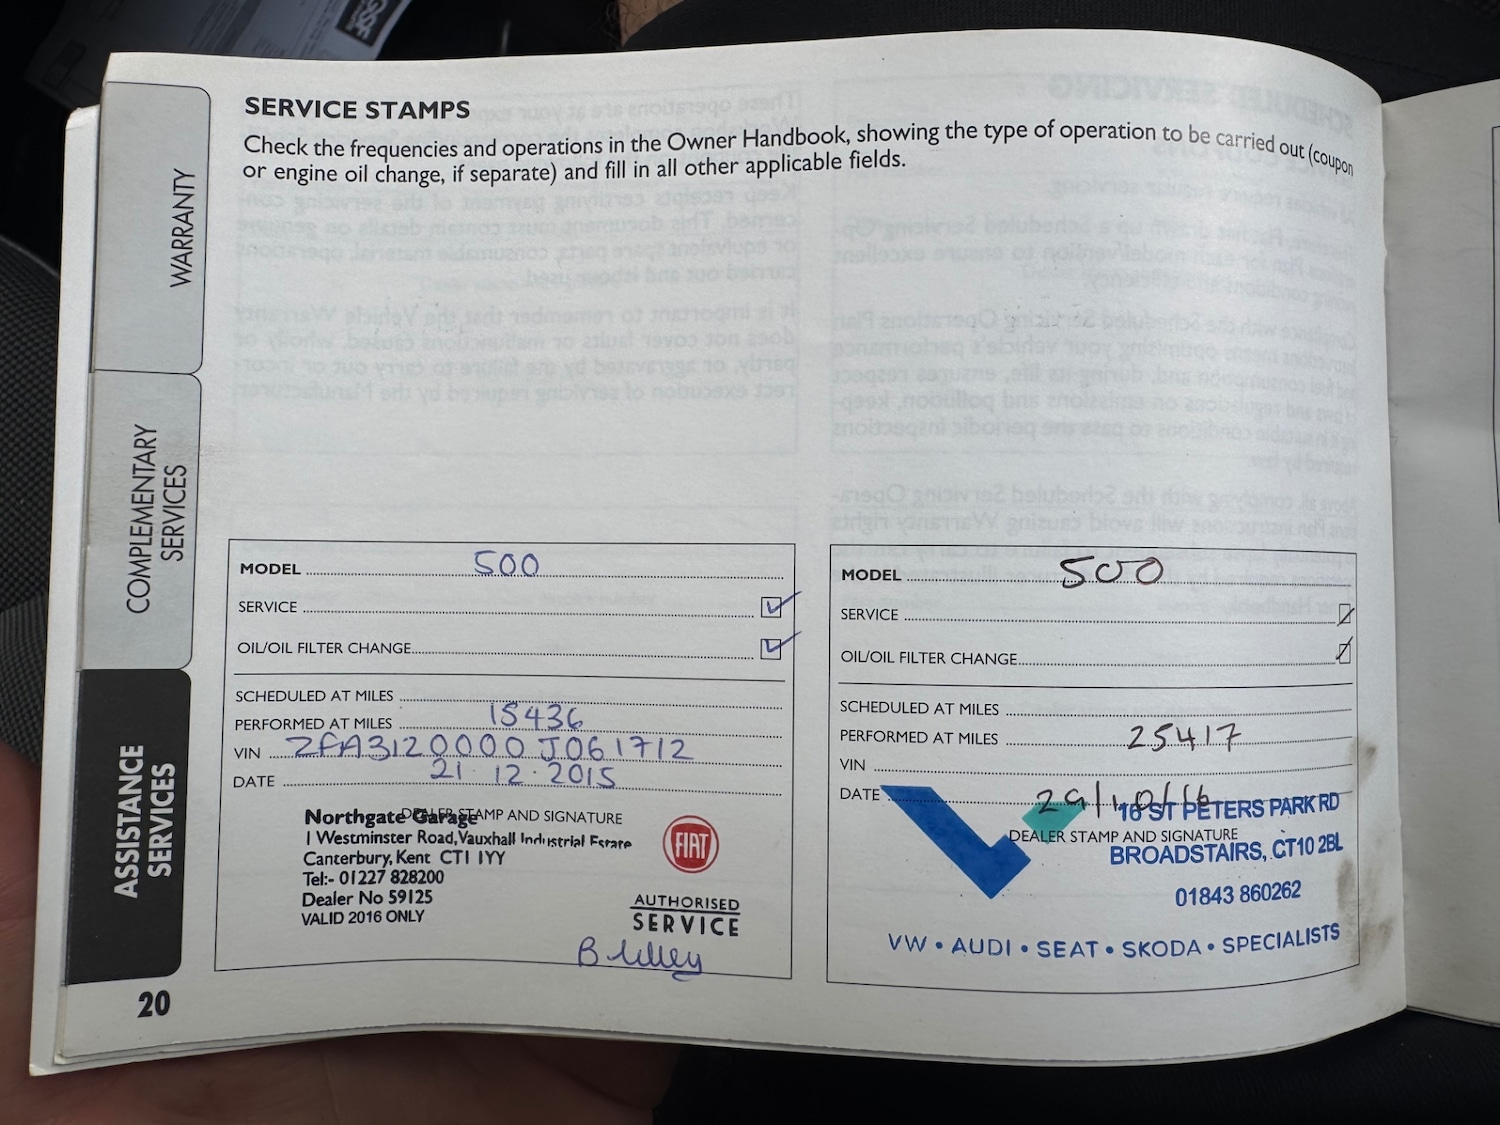 SERVICE STAMPS
Check the frequencies and operations in the Owner Handbook, showing the type of operation to be carried out (coupon
or engine oil change, if separate) and fill in all other applicable fields.
WARRANTY
COMPLEMENTARY
SERVICES
ASSISTANCE
SERVICES
MODEL 500
SERVICE
OIL/OIL FILTER CHANGE
SCHEDULED AT MILES
PERFORMED AT MILES 15436
VIN ZFA3120000J061712
DATE 21.12.2015
DEALER STAMP AND SIGNATURE
Northgate Garage
1 Westminster Road, Vauxhall Industrial Estate
Canterbury, Kent CT1 1YY
Tel:- 01227 828200
Dealer No 59125
VALID 2016 ONLY
FIAT
AUTHORISED
SERVICE
B Lilley
MODEL 500
SERVICE
OIL/OIL FILTER CHANGE
SCHEDULED AT MILES
PERFORMED AT MILES 25417
VIN
DATE 29/10/16
DEALER STAMP AND SIGNATURE
16 ST PETERS PARK RD
BROADSTAIRS, CT10 2BL
01843 860262
VW • AUDI • SEAT • SKODA • SPECIALISTS
20